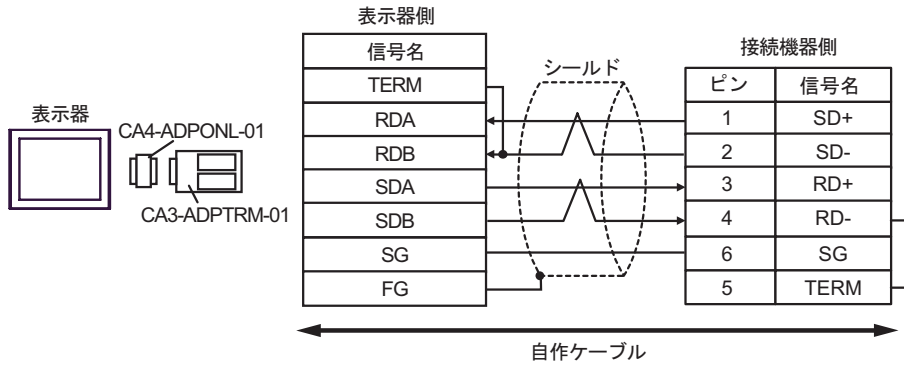 表示器側
信号名
TERM
RDA
RDB
SDA
SDB
SG
FG
シールド
接続機器側
ピン 信号名
1 SD+
2 SD-
3 RD+
4 RD-
6 SG
5 TERM
表示器
CA4-ADPONL-01
CA3-ADPTRM-01
自作ケーブル